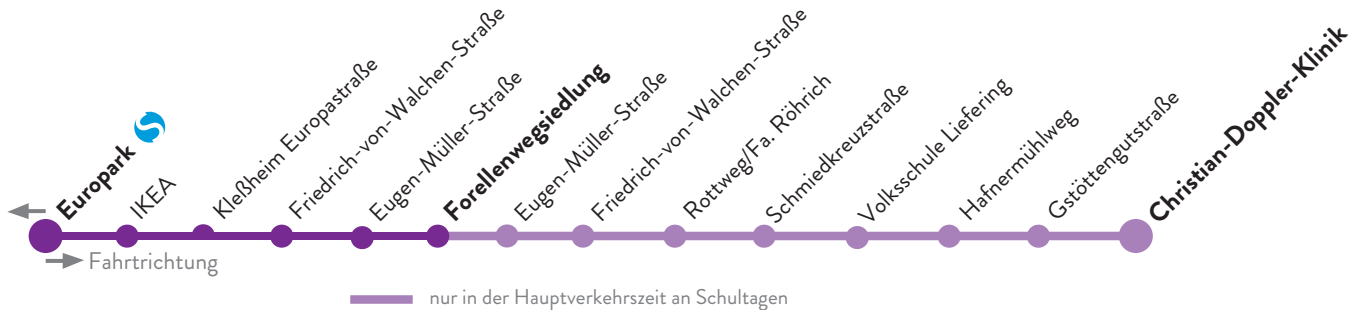 Europark
IKEA
Kleßheim Europastraße
Friedrich-von-Walchen-Straße
Eugen-Müller-Straße
Forellenwegsiedlung
Eugen-Müller-Straße
Friedrich-von-Walchen-Straße
Rottweg/Fa. Röhrich
Schmiedkreuzstraße
Volksschule Liefering
Hafnermühlweg
Gstöttengutstraße
Christian-Doppler-Klinik
Fahrtrichtung
nur in der Hauptverkehrszeit an Schultagen